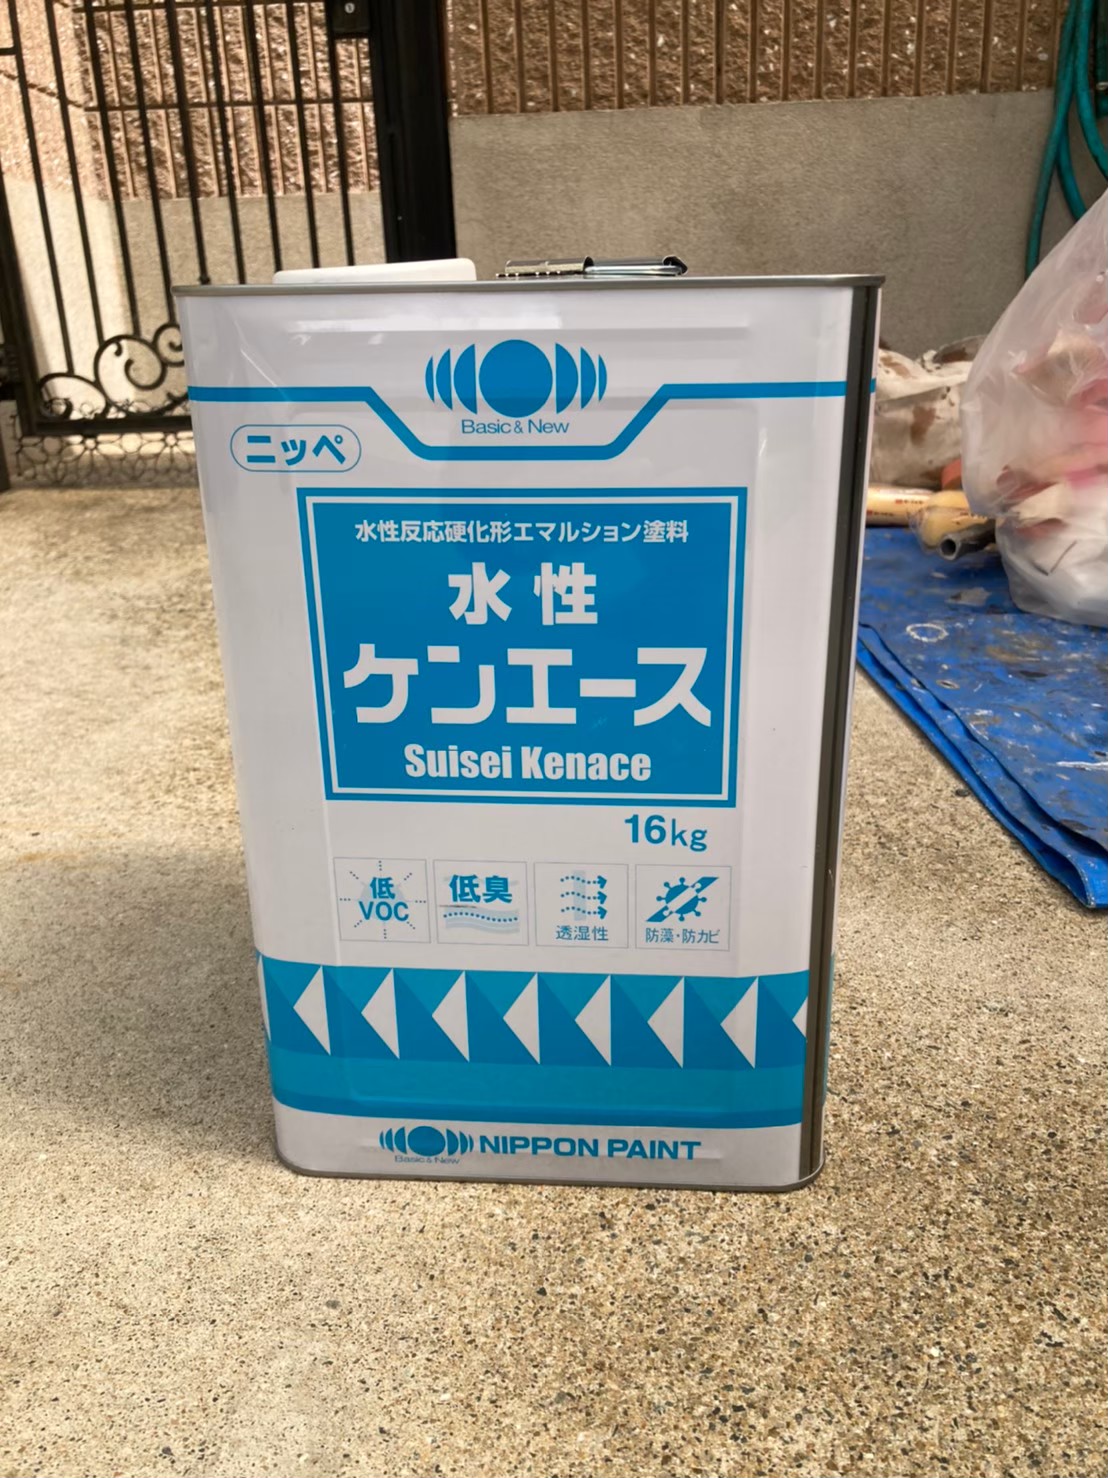 Basic & New
ニッペ
水性反応硬化形エマルション塗料
水性
ケンエース
Suisei Kenace
16kg
低
VOC
低臭
透湿性
防藻・防カビ
Basic & New
NIPPON PAINT